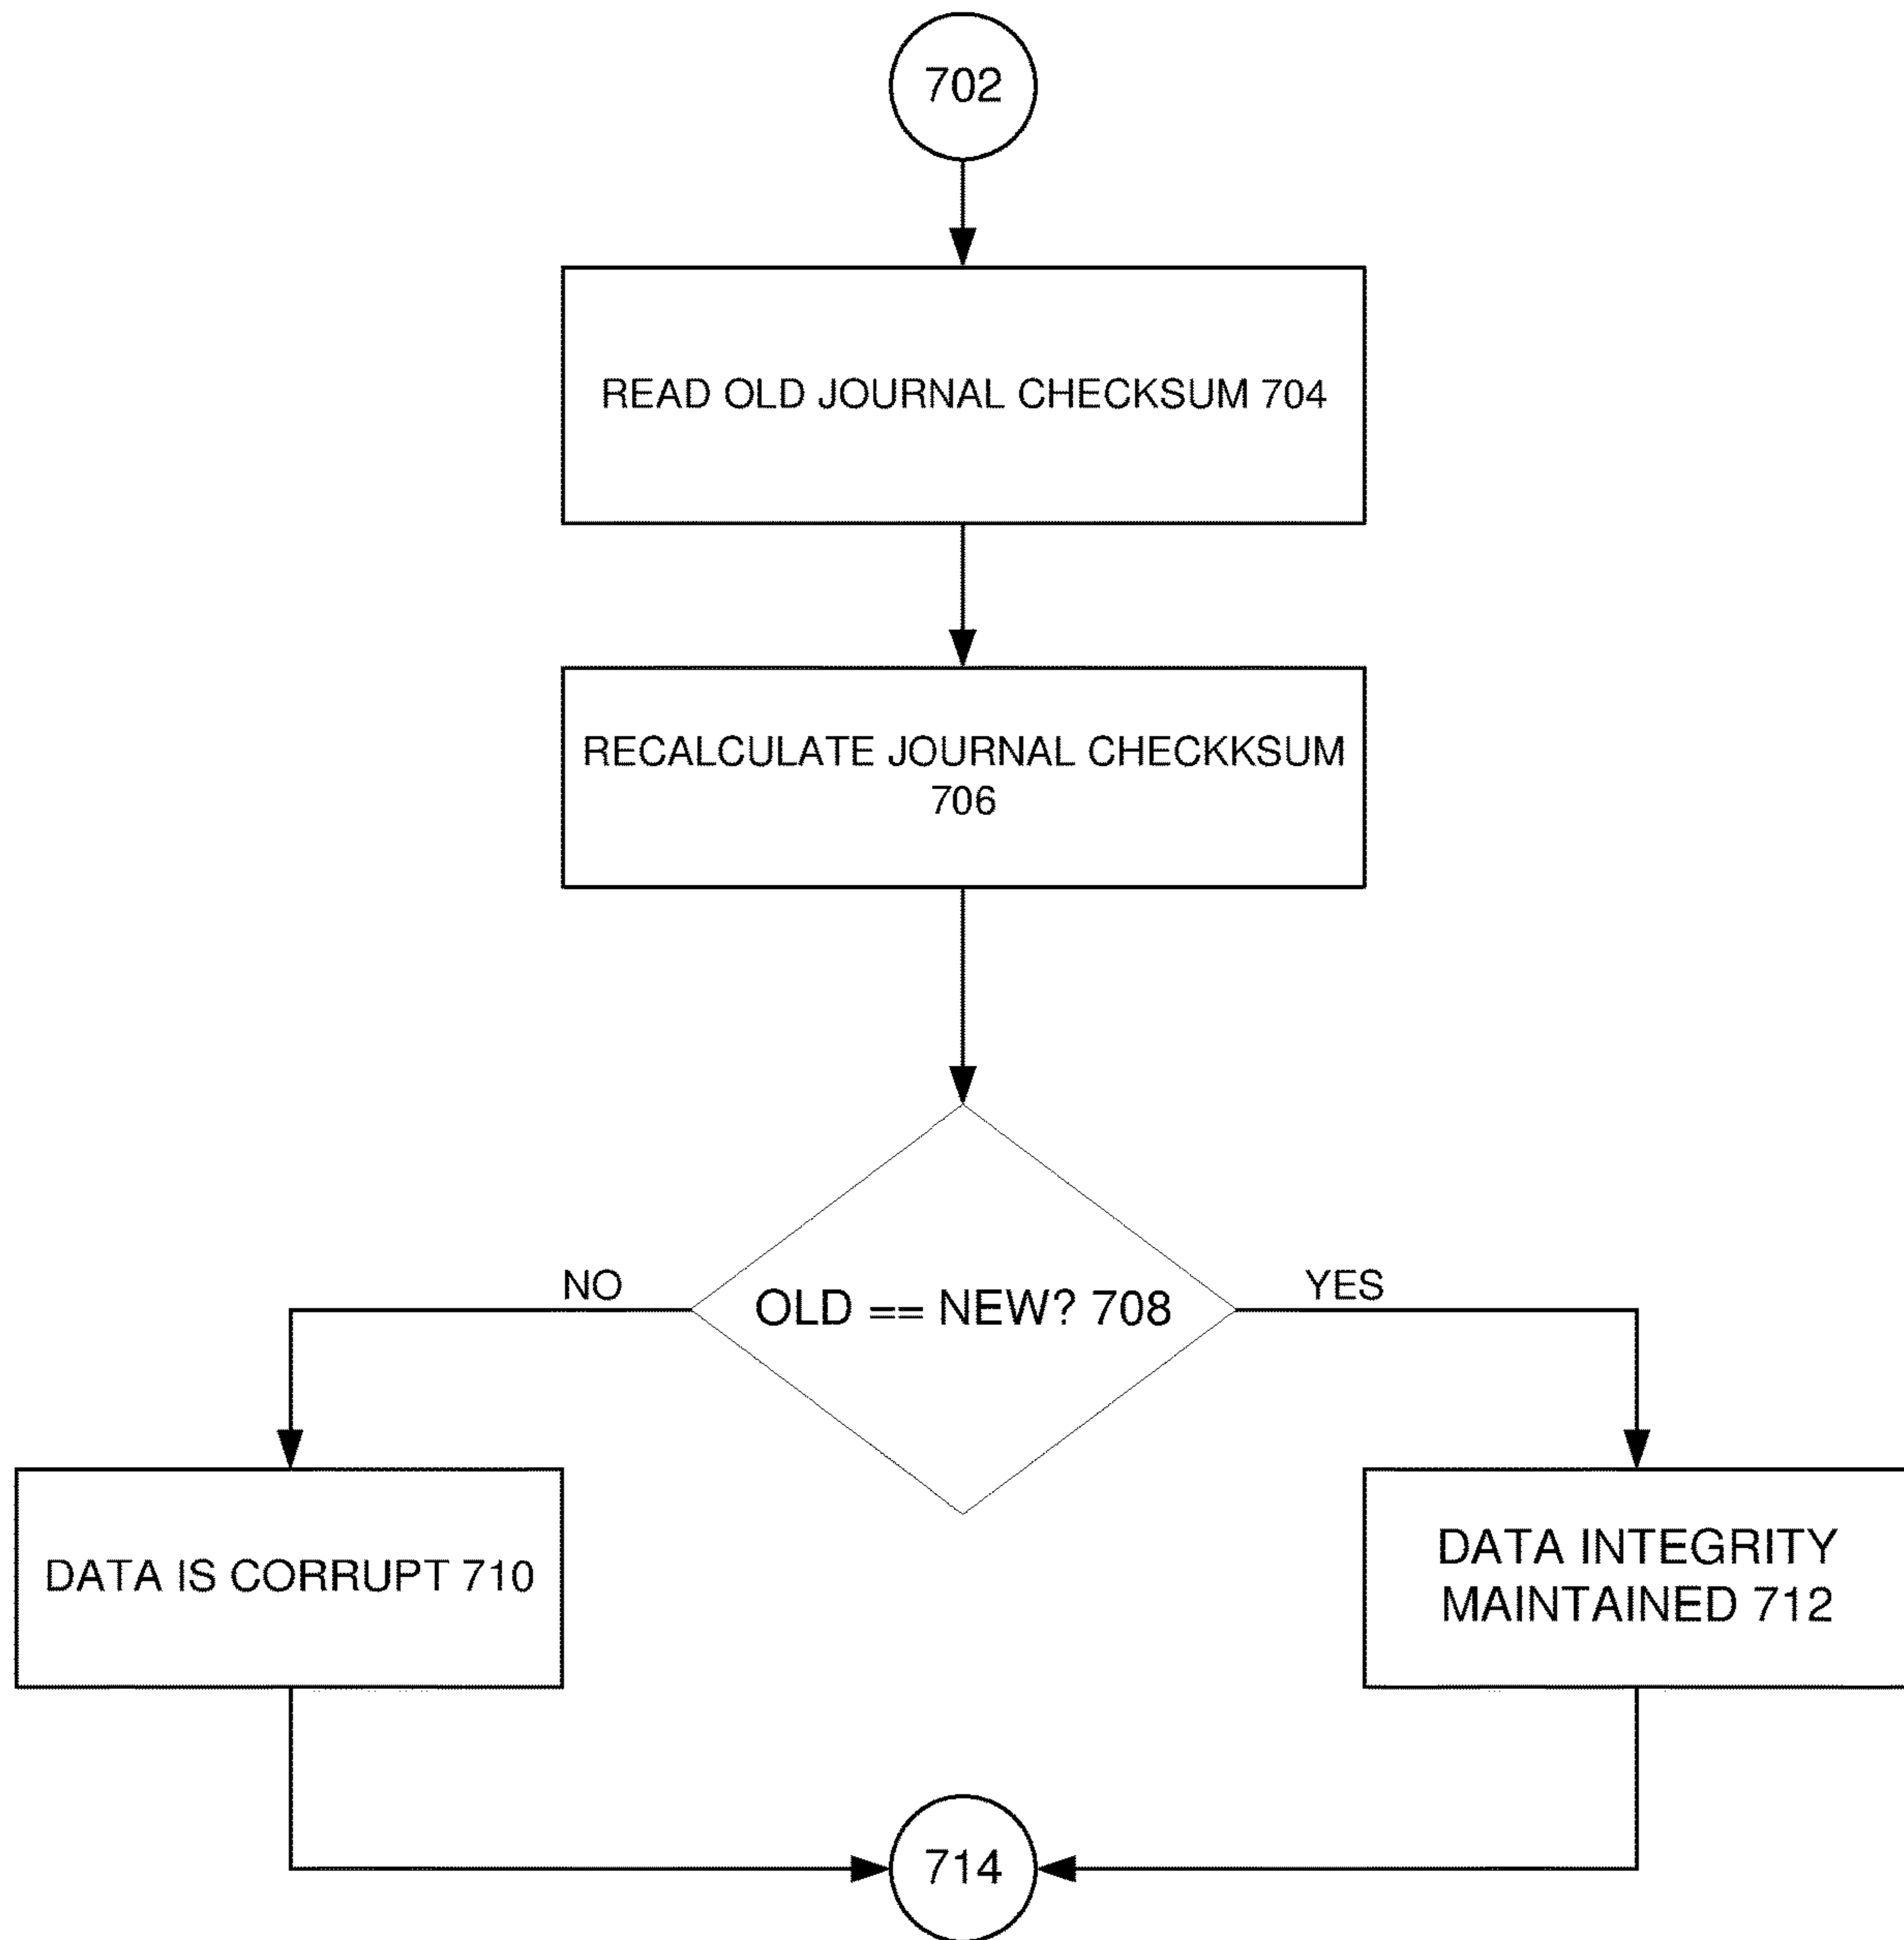 702
READ OLD JOURNAL CHECKSUM 704
RECALCULATE JOURNAL CHECKKSUM
706
NO
OLD == NEW? 708
YES
DATA IS CORRUPT 710
DATA INTEGRITY
MAINTAINED 712
714